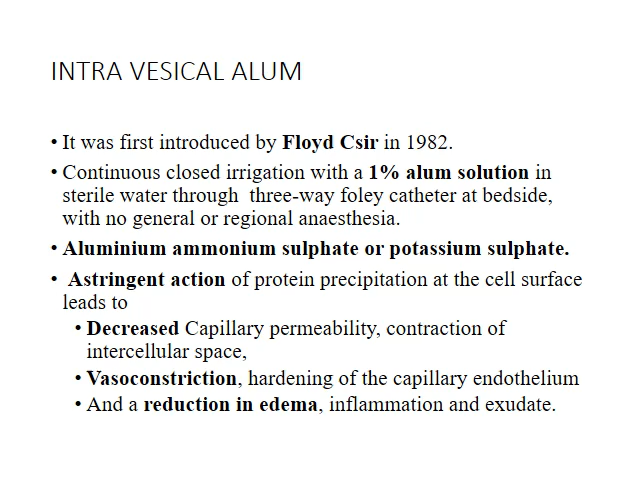 INTRA VESICAL ALUM
• It was first introduced by Floyd Csir in 1982.
• Continuous closed irrigation with a 1% alum solution in
sterile water through three-way foley catheter at bedside,
with no general or regional anaesthesia.
• Aluminium ammonium sulphate or potassium sulphate.
• Astringent action of protein precipitation at the cell surface
leads to
• Decreased Capillary permeability, contraction of
intercellular space,
• Vasoconstriction, hardening of the capillary endothelium
• And a reduction in edema, inflammation and exudate.